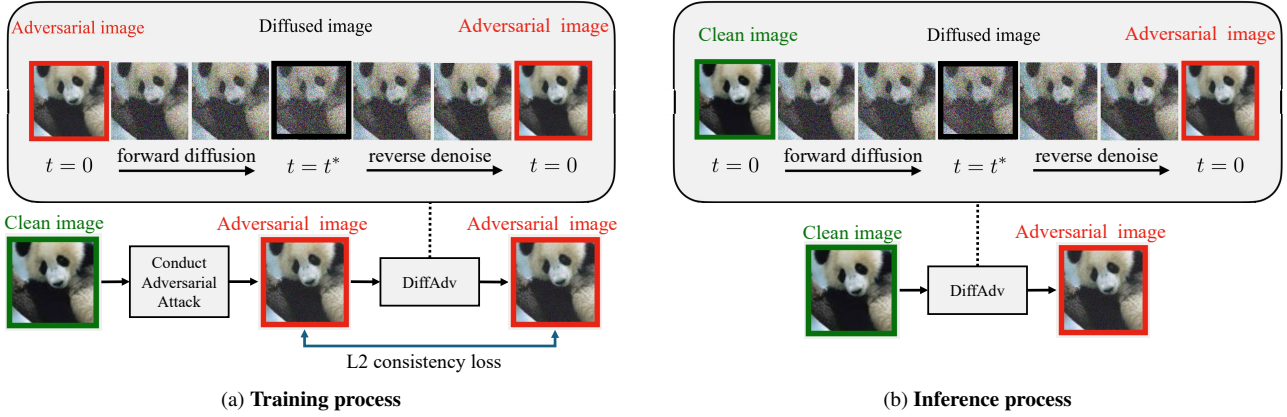 Adversarial image Diffused image Adversarial image
t = 0 forward diffusion t = t* reverse denoise t = 0
Clean image Adversarial image Adversarial image
Conduct
Adversarial
Attack
DiffAdv
L2 consistency loss
(a) Training process
Clean image Diffused image Adversarial image
t = 0 forward diffusion t = t* reverse denoise t = 0
Clean image Adversarial image
DiffAdv
(b) Inference process